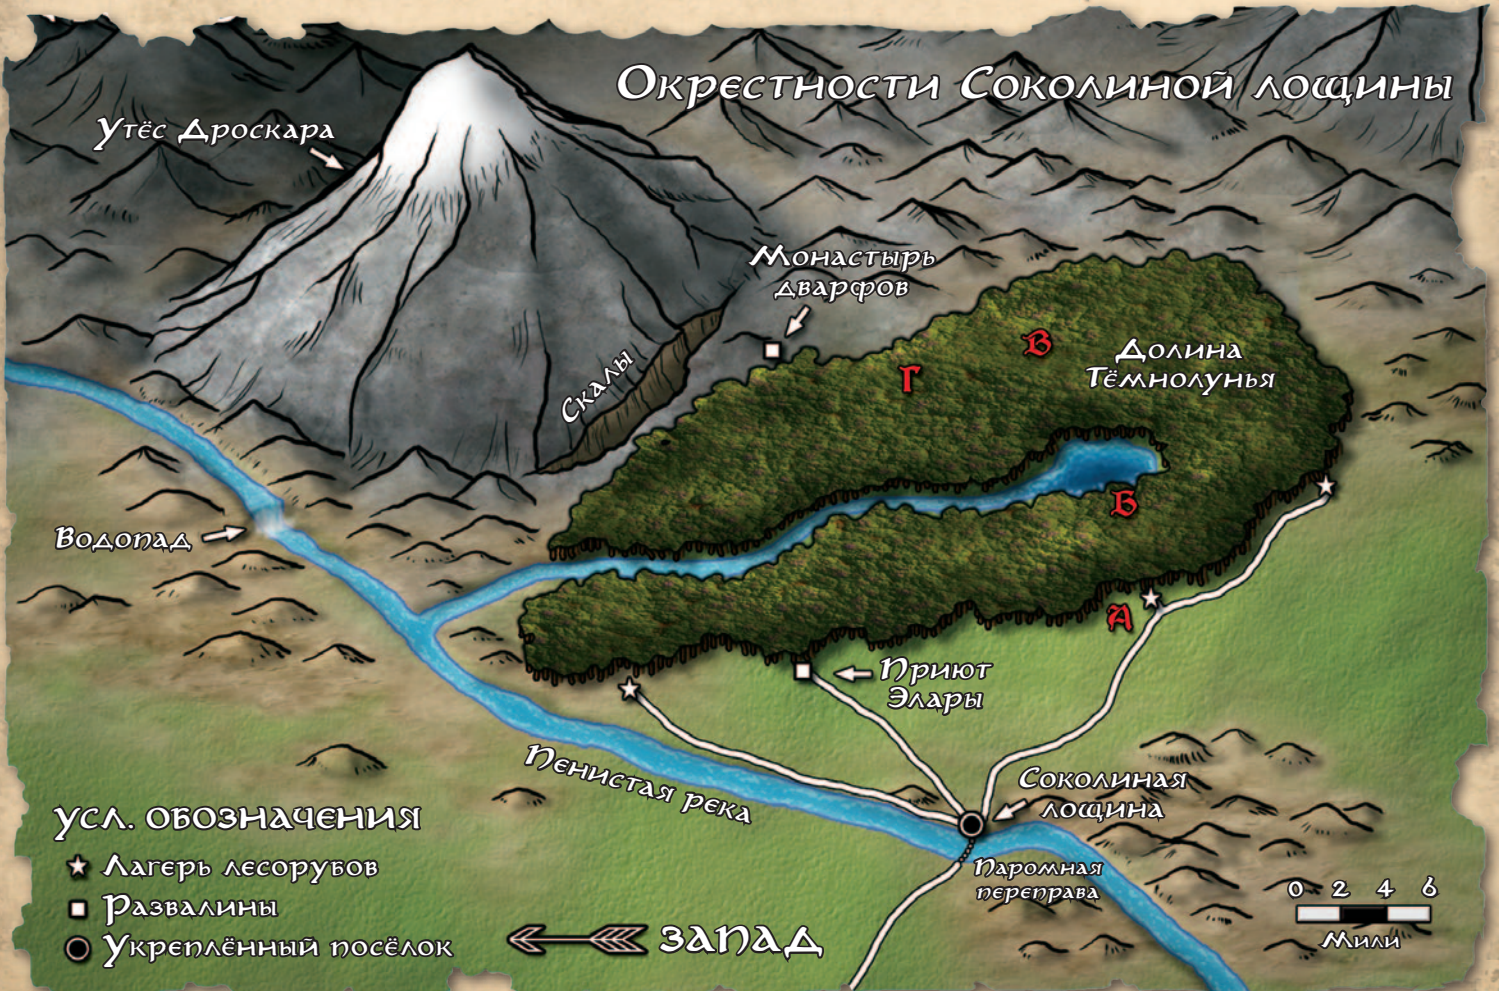 Окрестности Соколиной лощины
Утёс Дроскара
Монастырь
дварфов
В
Долина
Тёмнолунья
Г
Скалы
Б
Водопад
А
Приют
Элары
Пенистая река
Соколиная
лощина
Паромная
переправа
усл. обозначения
Лагерь лесорубов
Развалины
Укреплённый посёлок
запад
0 2 4 6
Мили